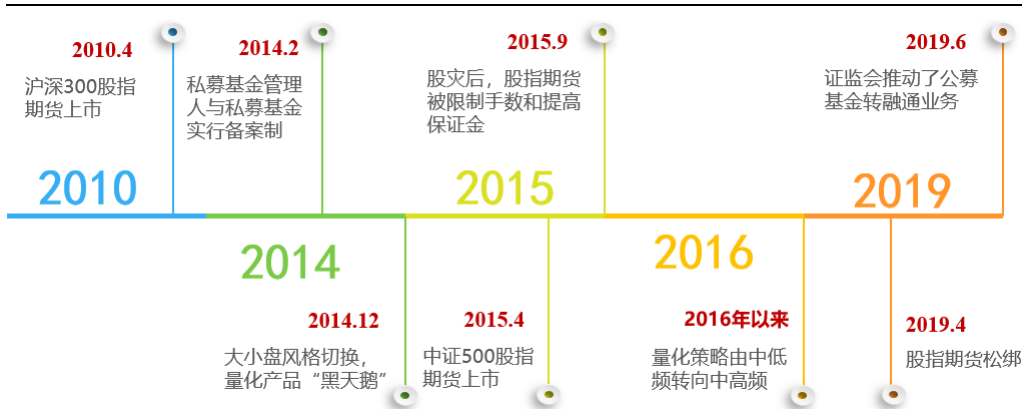 2010.4
沪深300股指
期货上市
2014.2
私募基金管理
人与私募基金
实行备案制
2015.9
股灾后，股指期货
被限制手数和提高
保证金
2019.6
证监会推动了公募
基金转融通业务
2010
2015
2019
2014
2016
2014.12
大小盘风格切换，
量化产品“黑天鹅”
2015.4
中证500股指
期货上市
2016年以来
量化策略由中低
频转向中高频
2019.4
股指期货松绑